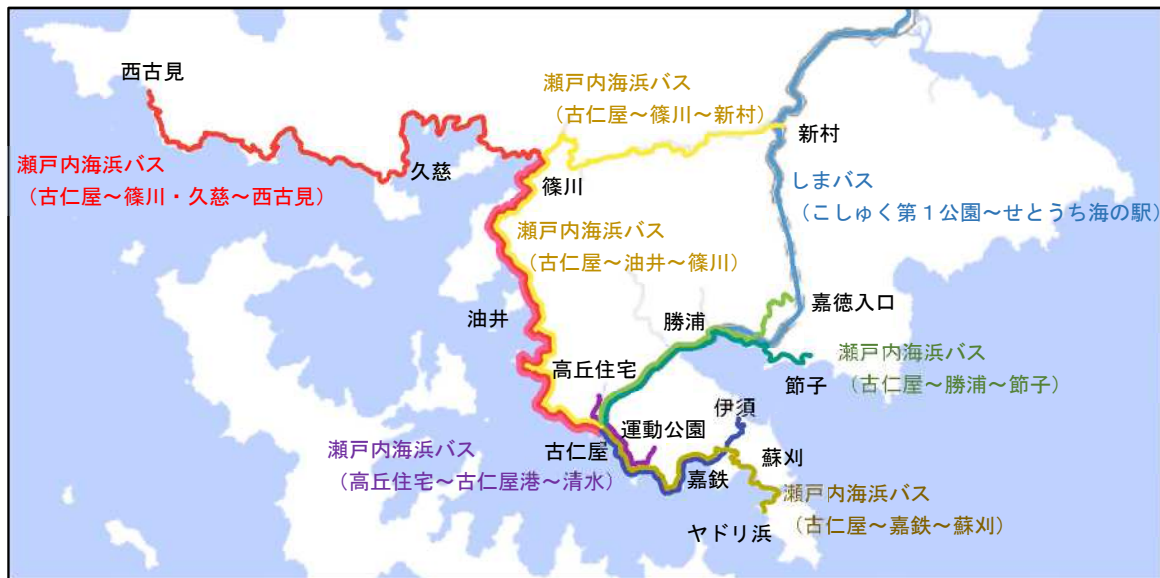 西古見
瀬戸内海浜バス
（古仁屋～篠川～新村）
新村
瀬戸内海浜バス
（古仁屋～篠川・久慈～西古見）
久慈
篠川
しまバス
（こしゅく第１公園～せとうち海の駅）
瀬戸内海浜バス
（古仁屋～油井～篠川）
油井
嘉徳入口
勝浦
瀬戸内海浜バス
（古仁屋～勝浦～節子）
節子
高丘住宅
伊須
運動公園
古仁屋
瀬戸内海浜バス
（高丘住宅～古仁屋港～清水）
蘇刈
嘉鉄
瀬戸内海浜バス
（古仁屋～嘉鉄～蘇刈）
ヤドリ浜